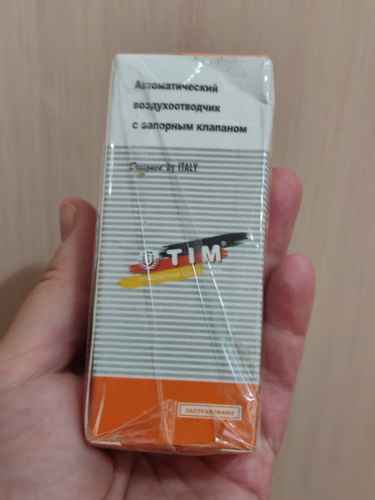 Автоматический
воздухоотводчик
с запорным клапаном
Designed by ITALY
TIM®
ЗАСТРАХОВАНО